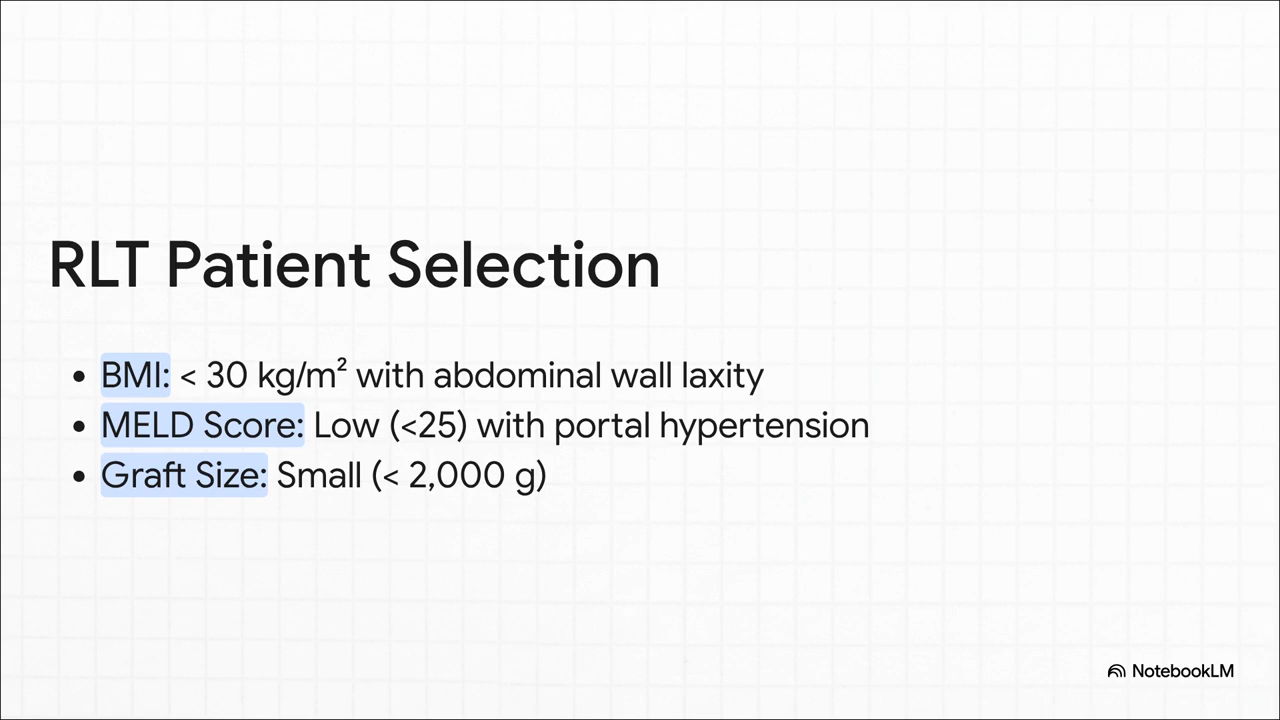 RLT Patient Selection
• BMI: < 30 kg/m² with abdominal wall laxity
• MELD Score: Low (<25) with portal hypertension
• Graft Size: Small (< 2,000 g)
NotebookLM